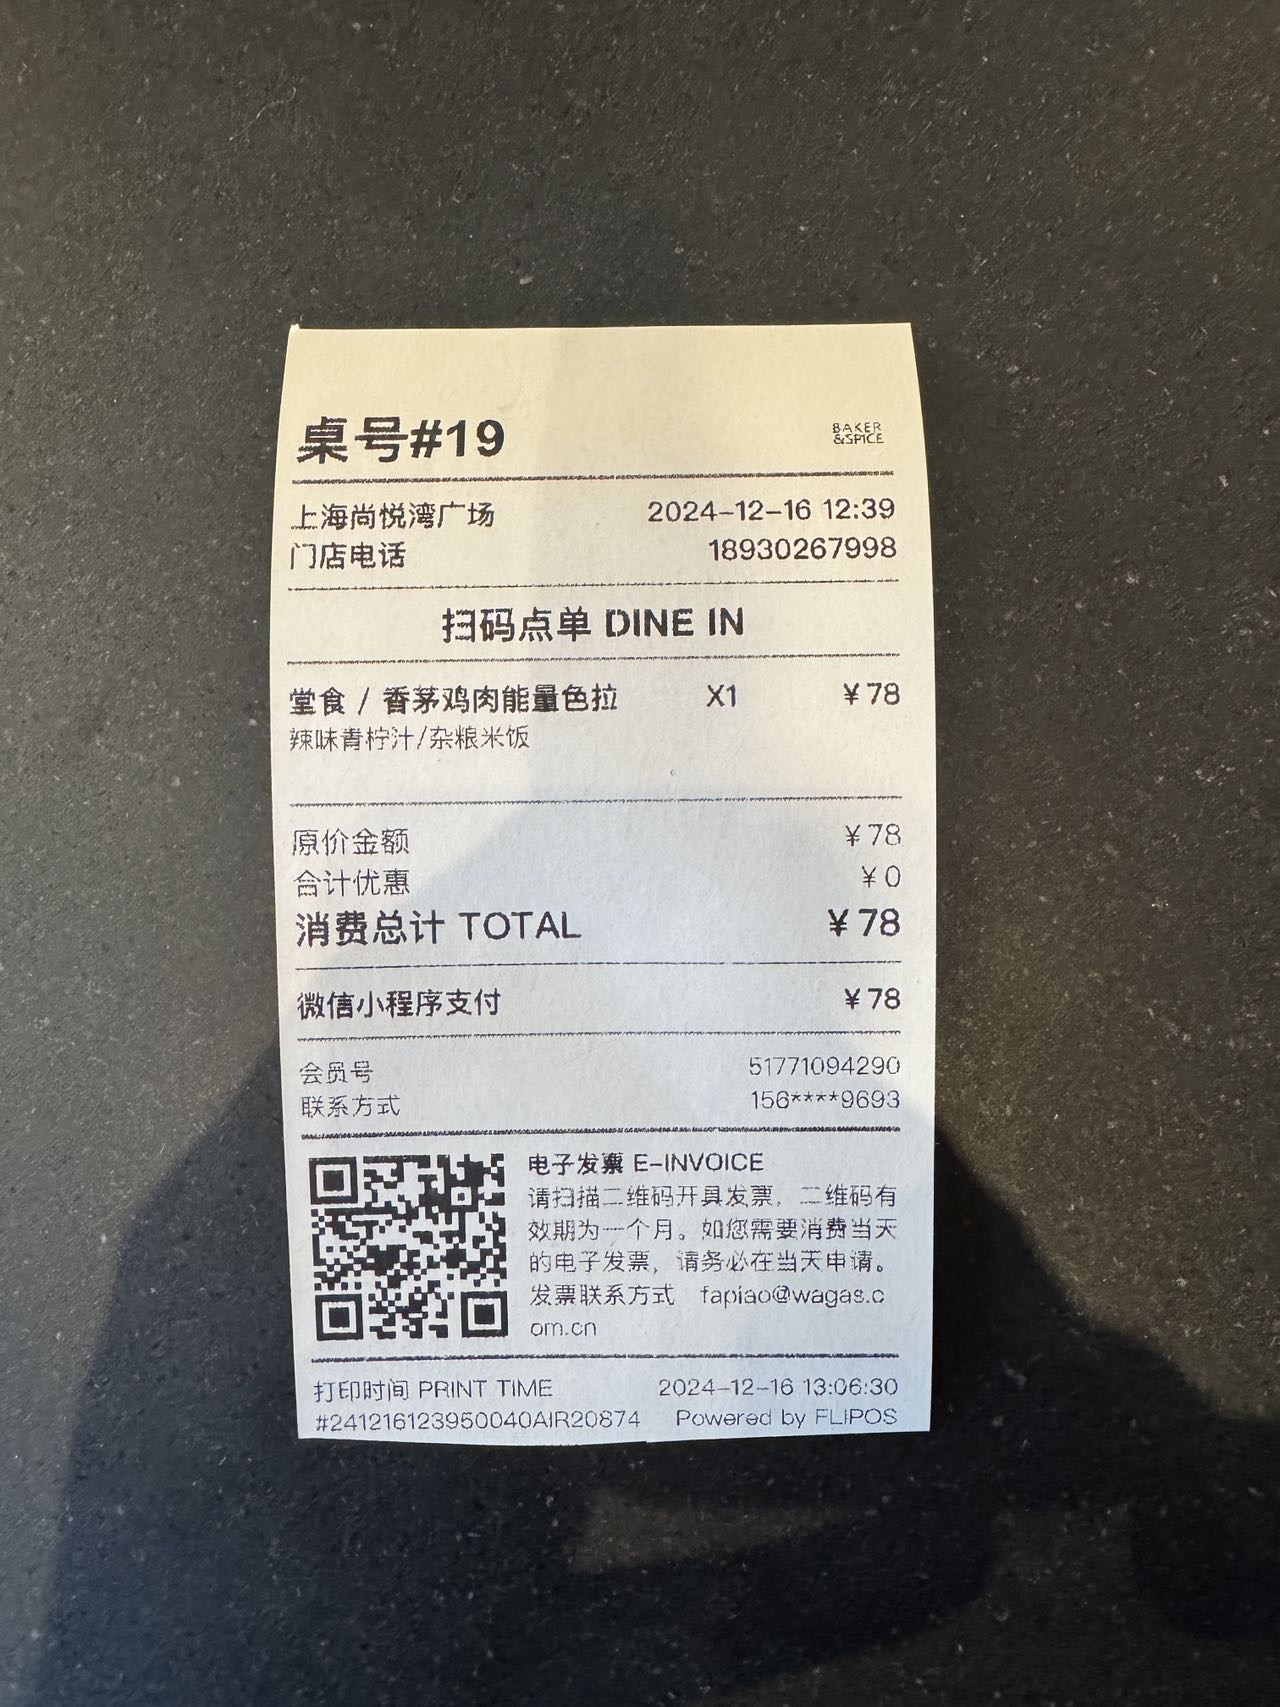 桌号#19
BAKER
&SPICE
上海尚悦湾广场 2024-12-16 12:39
门店电话 18930267998
扫码点单 DINE IN
堂食 / 香茅鸡肉能量色拉 X1 ¥78
辣味青柠汁/杂粮米饭
原价金额 ¥78
合计优惠 ¥0
消费总计 TOTAL ¥78
微信小程序支付 ¥78
会员号 51771094290
联系方式 156****9693
电子发票 E-INVOICE
请扫描二维码开具发票，二维码有
效期为一个月。如您需要消费当天
的电子发票，请务必在当天申请。
发票联系方式 fapiao@wagas.c
om.cn
打印时间 PRINT TIME 2024-12-16 13:06:30
#241216123950040AIR20874 Powered by FLIPOS